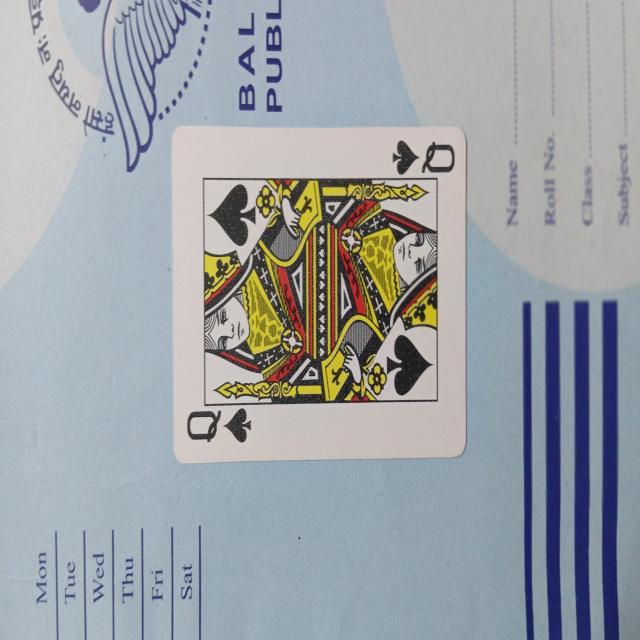 BAL
PUBL
Name
Roll No.
Class
Subject
Q
Q
Mon
Tue
Wed
Thu
Fri
Sat